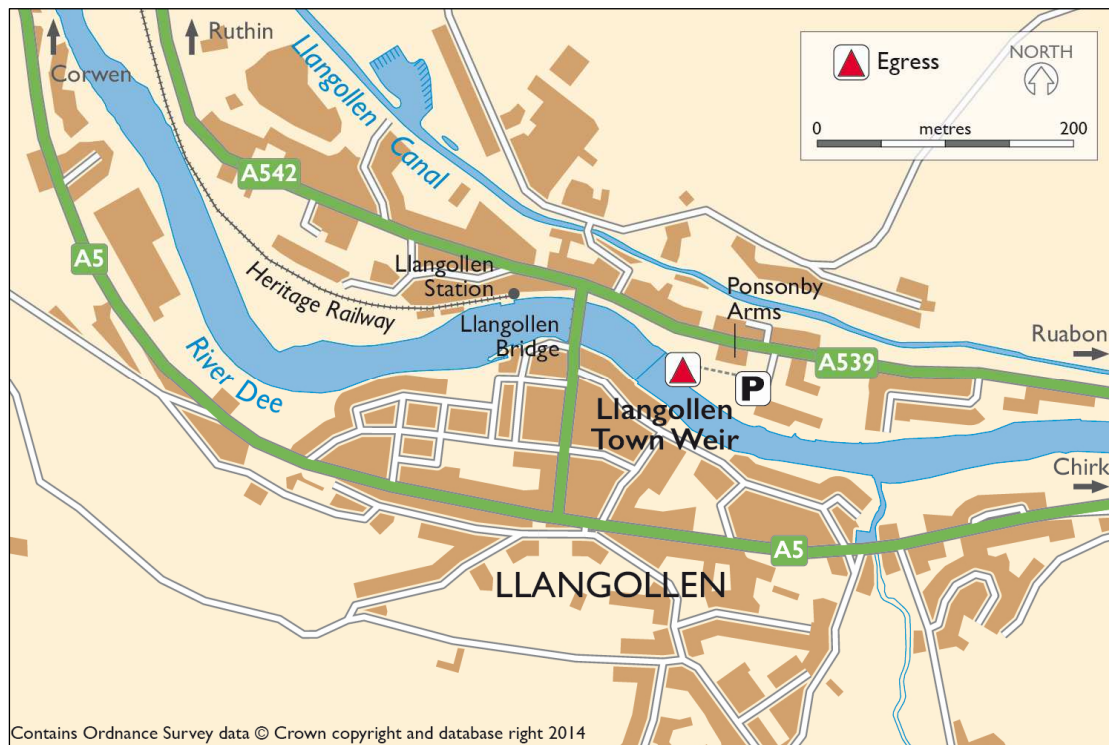 Ruthin
Corwen
Llangollen Canal
Egress
NORTH
0 metres 200
A542
A5
Llangollen
Station
Heritage Railway
Llangollen
Bridge
River Dee
Ponsonby
Arms
Ruabon
A539
P
Llangollen
Town Weir
Chirk
A5
LLANGOLLEN
Contains Ordnance Survey data © Crown copyright and database right 2014